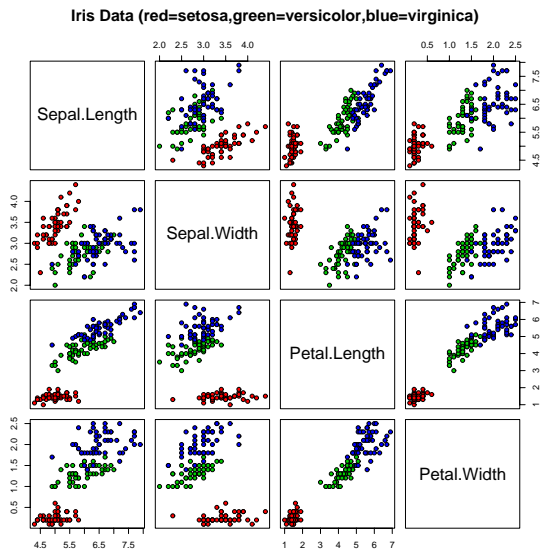 Iris Data (red=setosa,green=versicolor,blue=virginica)
2.0 2.5 3.0 3.5 4.0
0.5 1.0 1.5 2.0 2.5
Sepal.Length
4.5 5.5 6.5 7.5
2.0 2.5 3.0 3.5 4.0
Sepal.Width
Petal.Length
1 2 3 4 5 6 7
0.5 1.0 1.5 2.0 2.5
Petal.Width
4.5 5.5 6.5 7.5
1 2 3 4 5 6 7